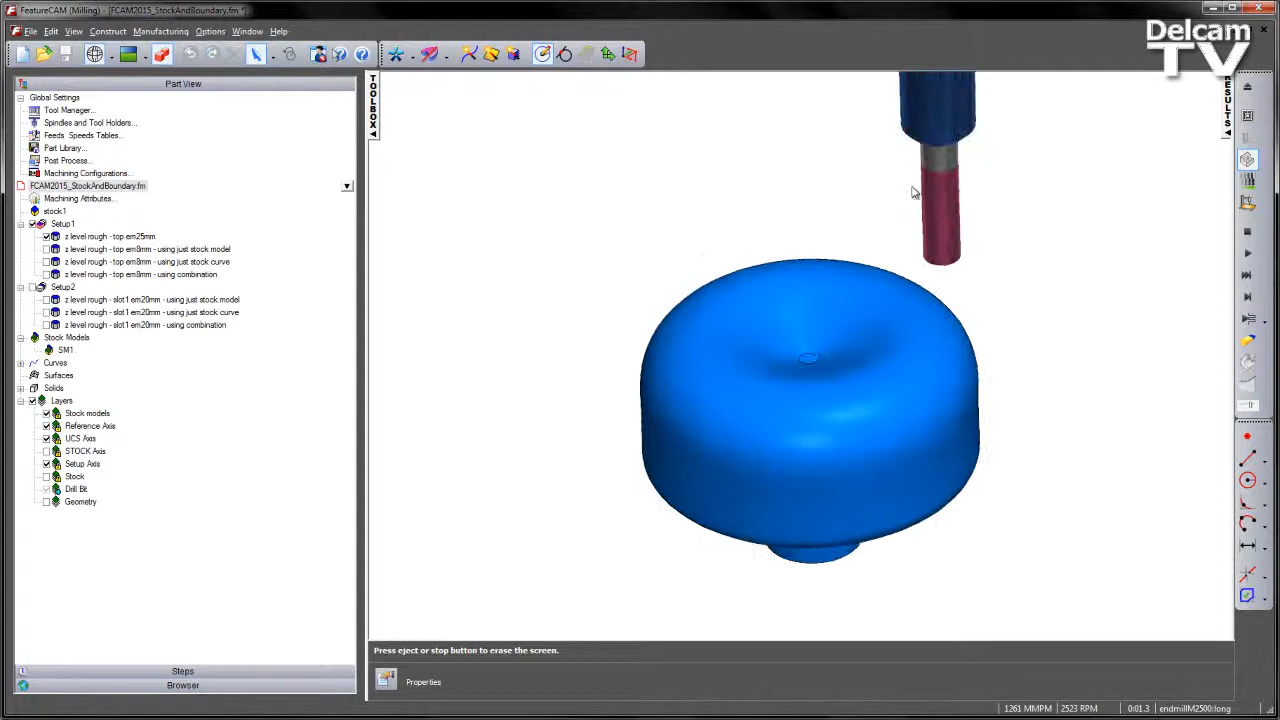 FeatureCAM (Milling) - [FCAM2015_StockAndBoundary.fm *]
File Edit View Construct Manufacturing Options Window Help
Delcam
TV
Part View
Global Settings
Tool Manager...
Spindles and Tool Holders...
Feeds Speeds Tables...
Part Library...
Post Process...
Machining Configurations...
FCAM2015_StockAndBoundary.fm
Machining Attributes...
stock1
Setup1
z level rough - top em25mm
z level rough - top em8mm - using just stock model
z level rough - top em8mm - using just stock curve
z level rough - top em8mm - using combination
Setup2
z level rough - slot1 em20mm - using just stock model
z level rough - slot1 em20mm - using just stock curve
z level rough - slot1 em20mm - using combination
Stock Models
SM1
Curves
Surfaces
Solids
Layers
Stock models
Reference Axis
UCS Axis
STOCK Axis
Setup Axis
Stock
Drill Bit
Geometry
Steps
Browser
TOOLBOX
RESULTS
Press eject or stop button to erase the screen.
Properties
1261 MMPM 2523 RPM 0:01.3 endmillM2500:long